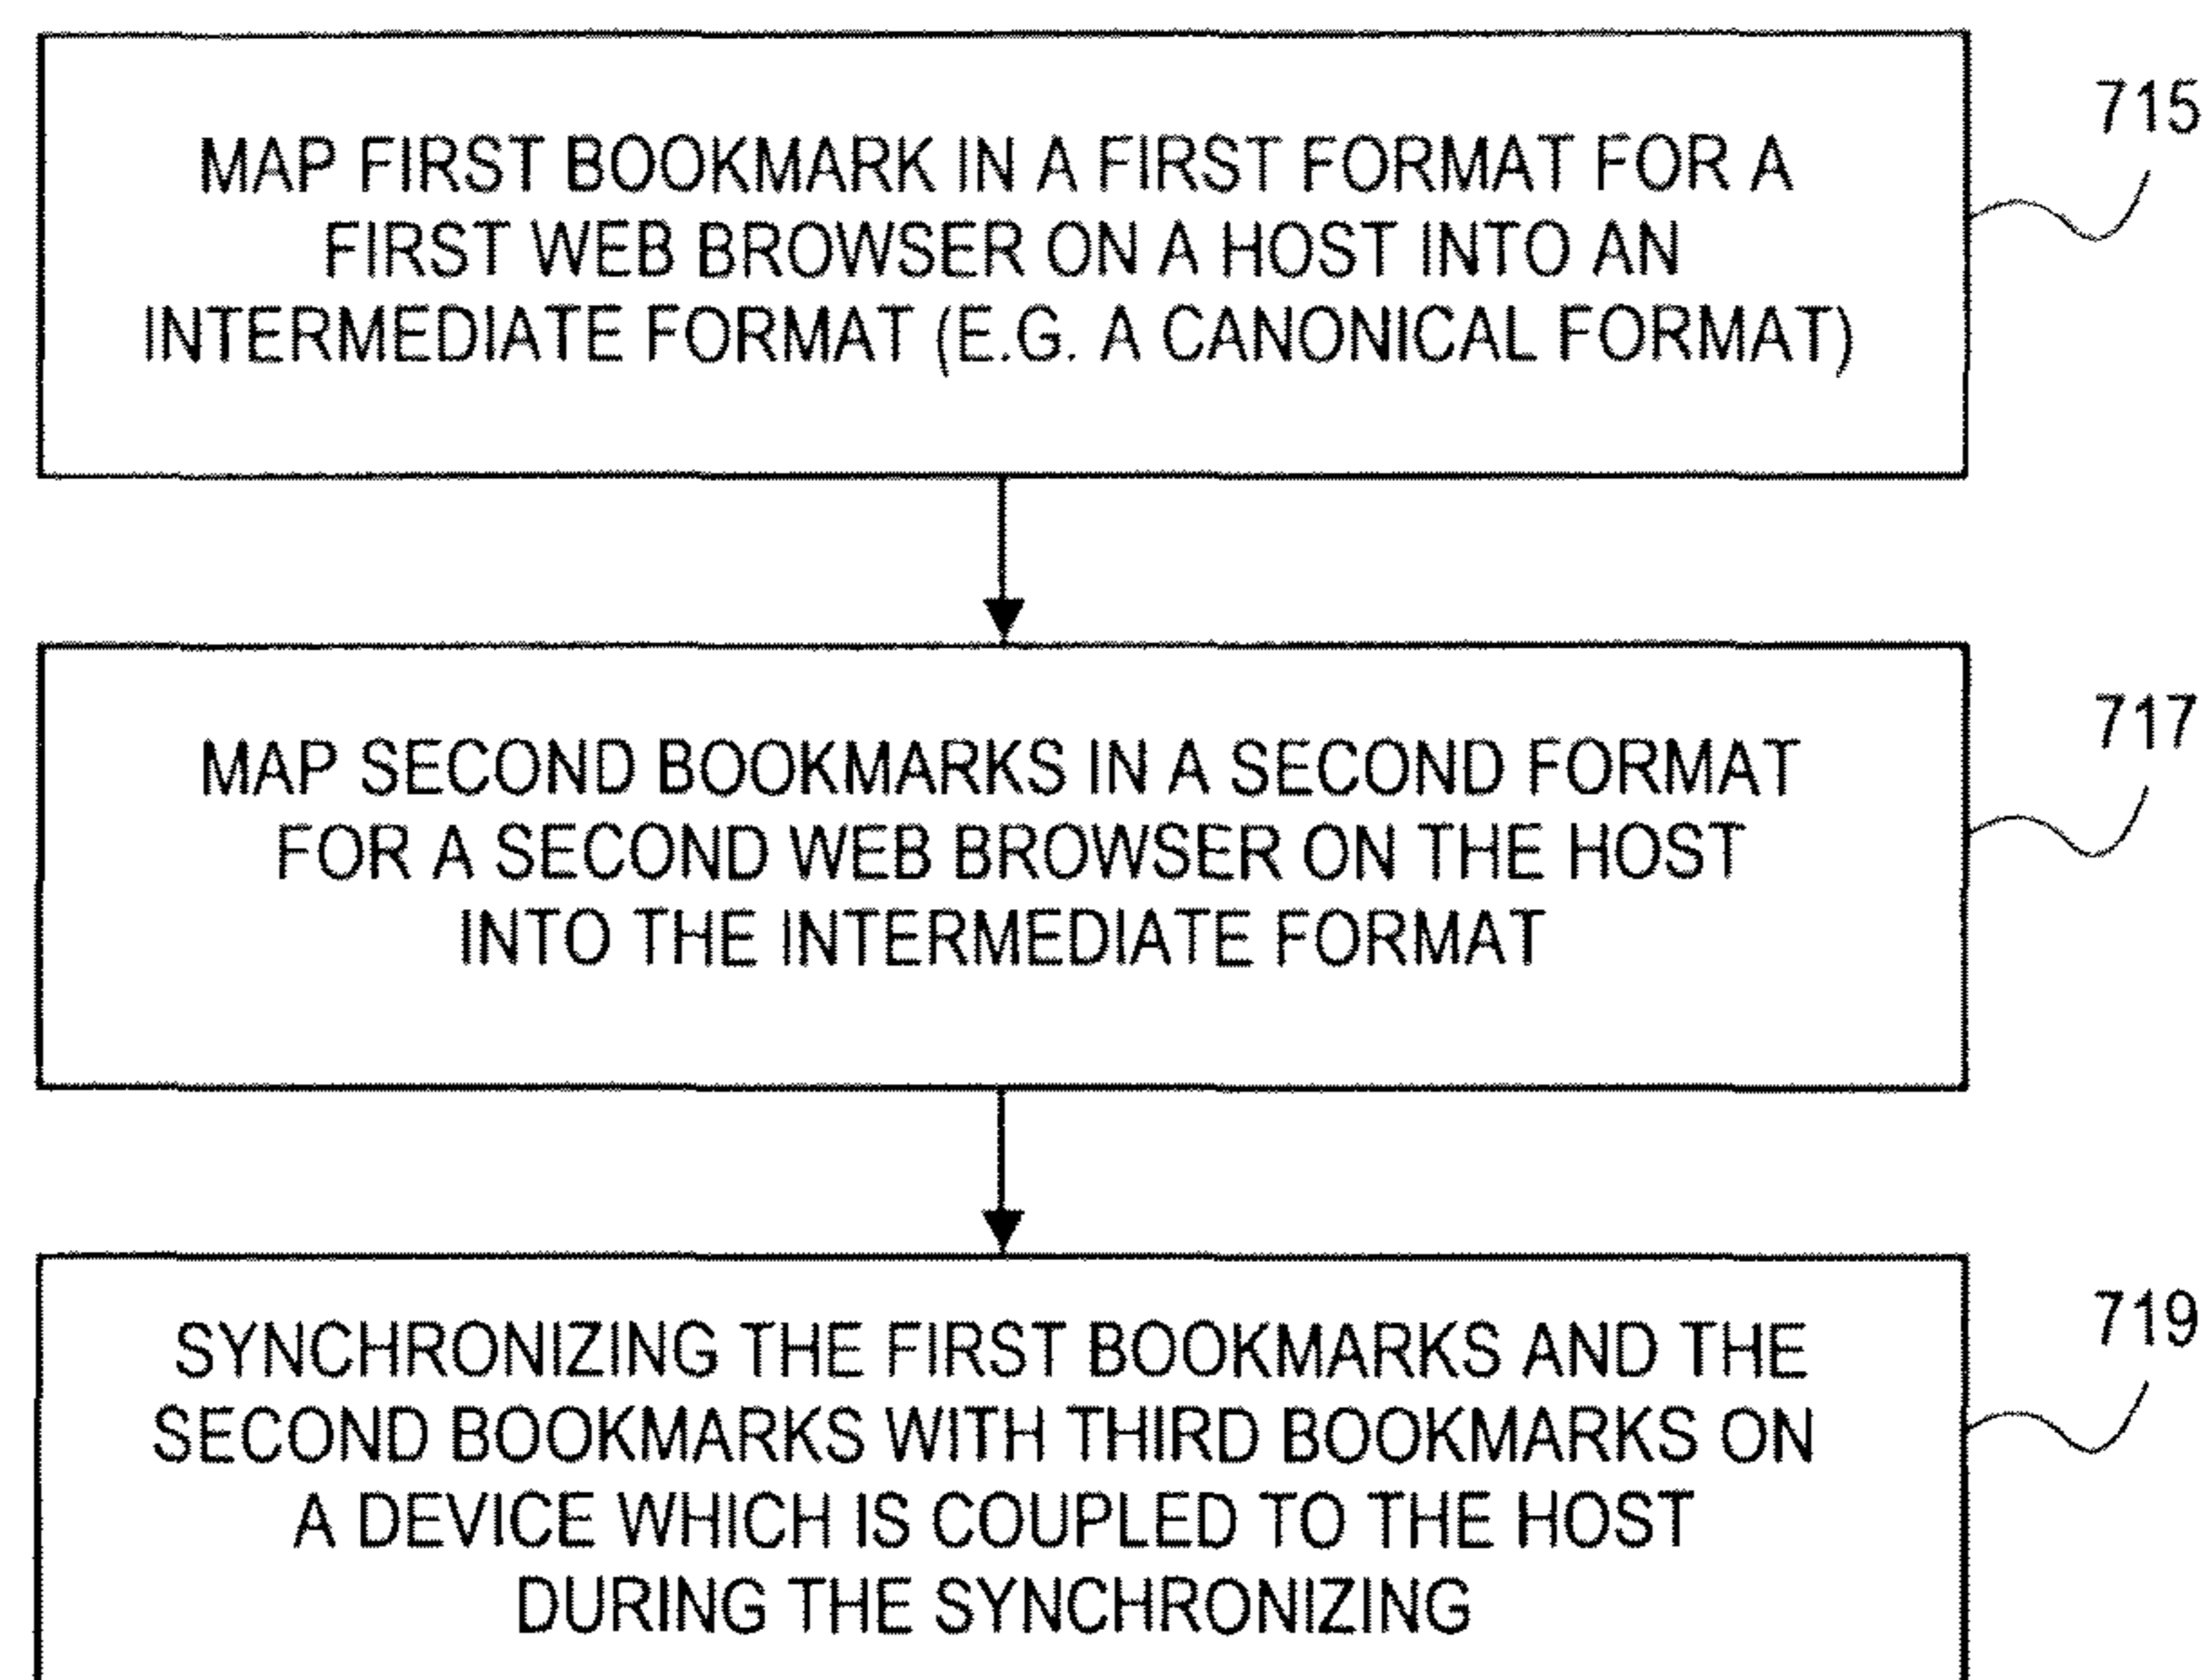 MAP FIRST BOOKMARK IN A FIRST FORMAT FOR A
FIRST WEB BROWSER ON A HOST INTO AN
INTERMEDIATE FORMAT (E.G. A CANONICAL FORMAT)
715
MAP SECOND BOOKMARKS IN A SECOND FORMAT
FOR A SECOND WEB BROWSER ON THE HOST
INTO THE INTERMEDIATE FORMAT
717
SYNCHRONIZING THE FIRST BOOKMARKS AND THE
SECOND BOOKMARKS WITH THIRD BOOKMARKS ON
A DEVICE WHICH IS COUPLED TO THE HOST
DURING THE SYNCHRONIZING
719